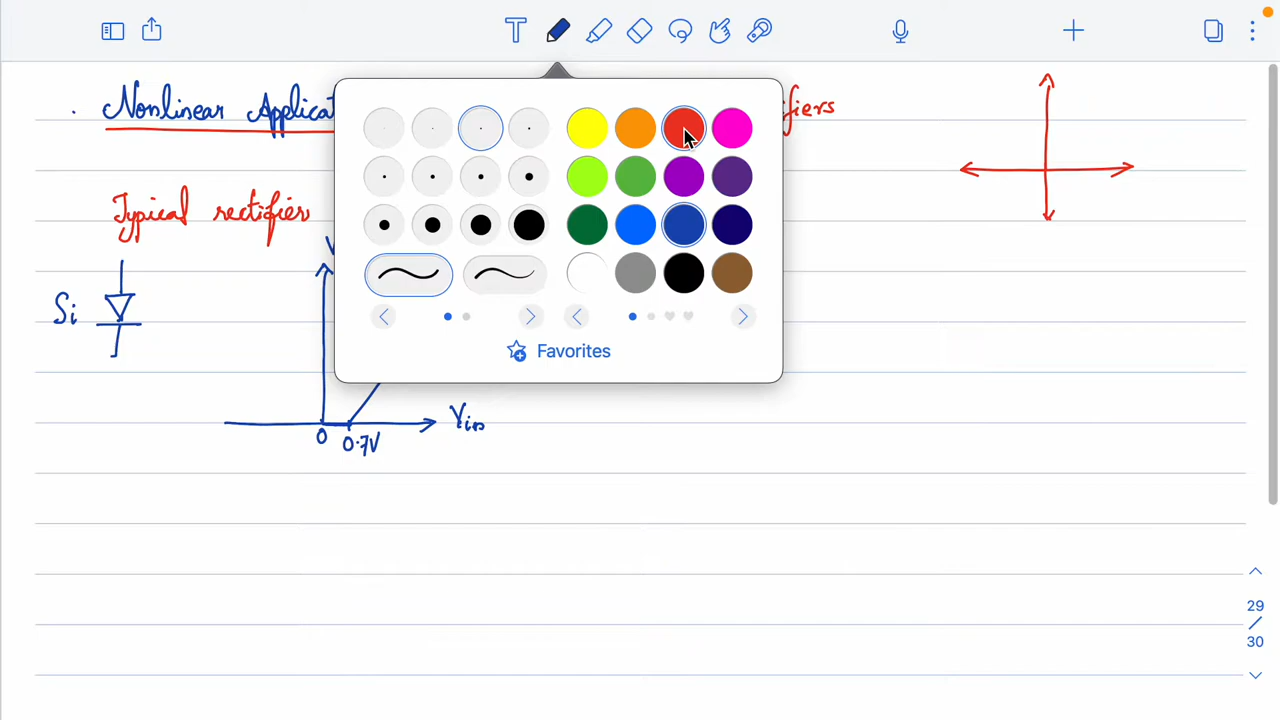 T
Nonlinear Applicat
fiers
Typical rectifier
V
Si
Vin
0
0.7V
Favorites
29
30